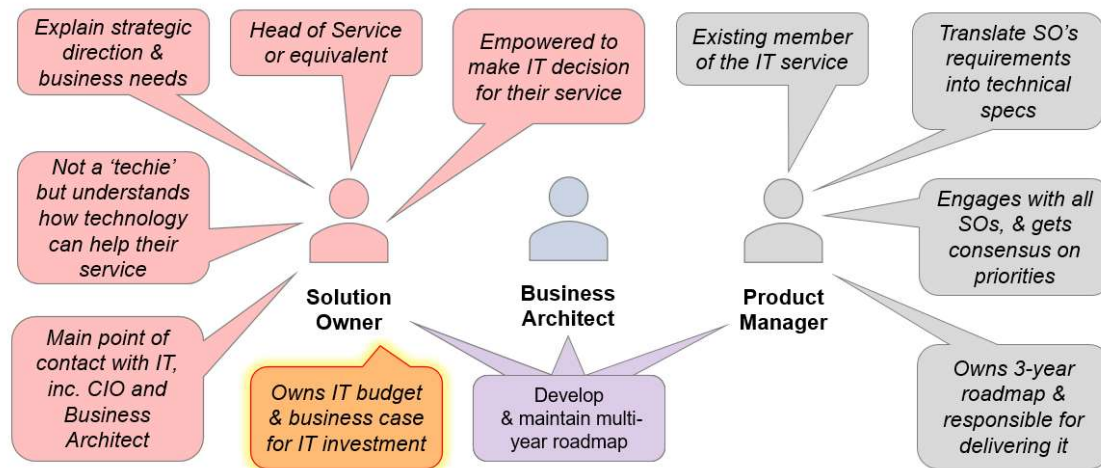 Explain strategic
direction &
business needs
Head of Service
or equivalent
Empowered to
make IT decision
for their service
Existing member
of the IT service
Translate SO’s
requirements
into technical
specs
Not a ‘techie’
but understands
how technology
can help their
service
Engages with all
SOs, & gets
consensus on
priorities
Solution
Owner
Business
Architect
Product
Manager
Main point of
contact with IT,
inc. CIO and
Business
Architect
Owns IT budget
& business case
for IT investment
Develop
& maintain multi-
year roadmap
Owns 3-year
roadmap &
responsible for
delivering it